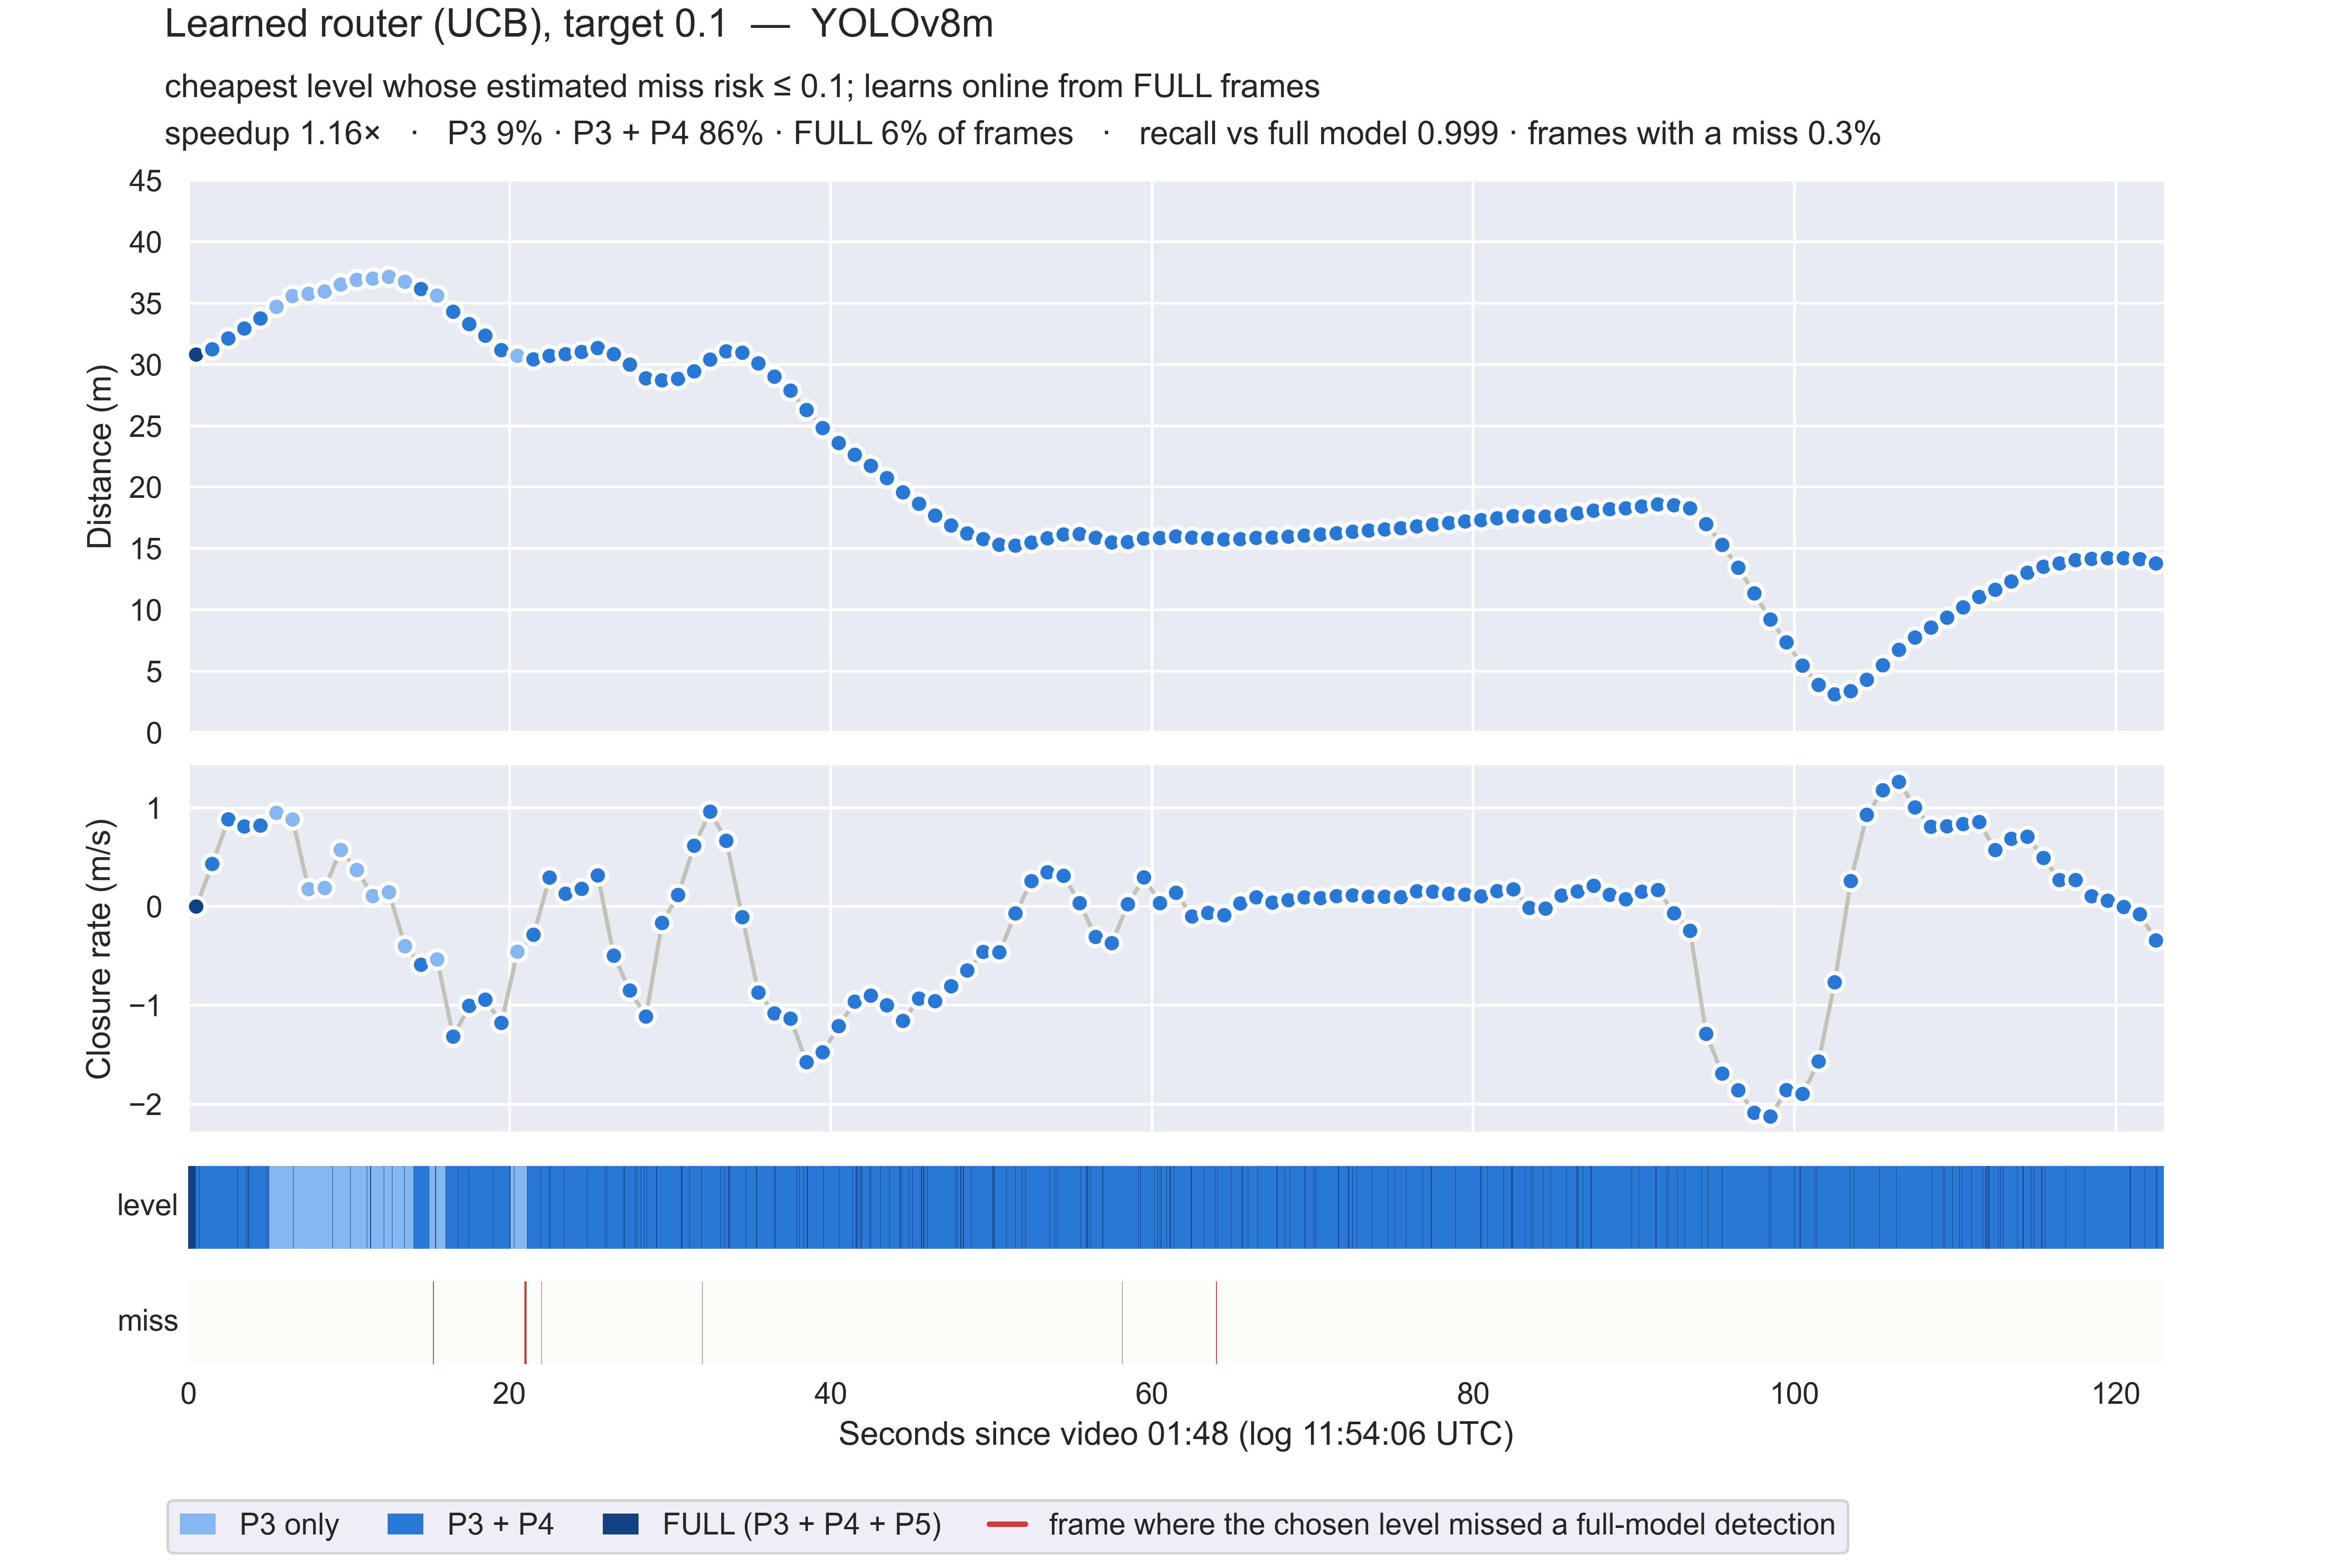 Learned router (UCB), target 0.1 — YOLOv8m
cheapest level whose estimated miss risk ≤ 0.1; learns online from FULL frames
speedup 1.16× · P3 9% · P3 + P4 86% · FULL 6% of frames · recall vs full model 0.999 · frames with a miss 0.3%
45
40
35
30
25
20
15
10
5
0
Distance (m)
1
0
−1
−2
Closure rate (m/s)
level
miss
0 20 40 60 80 100 120
Seconds since video 01:48 (log 11:54:06 UTC)
P3 only P3 + P4 FULL (P3 + P4 + P5) frame where the chosen level missed a full-model detection